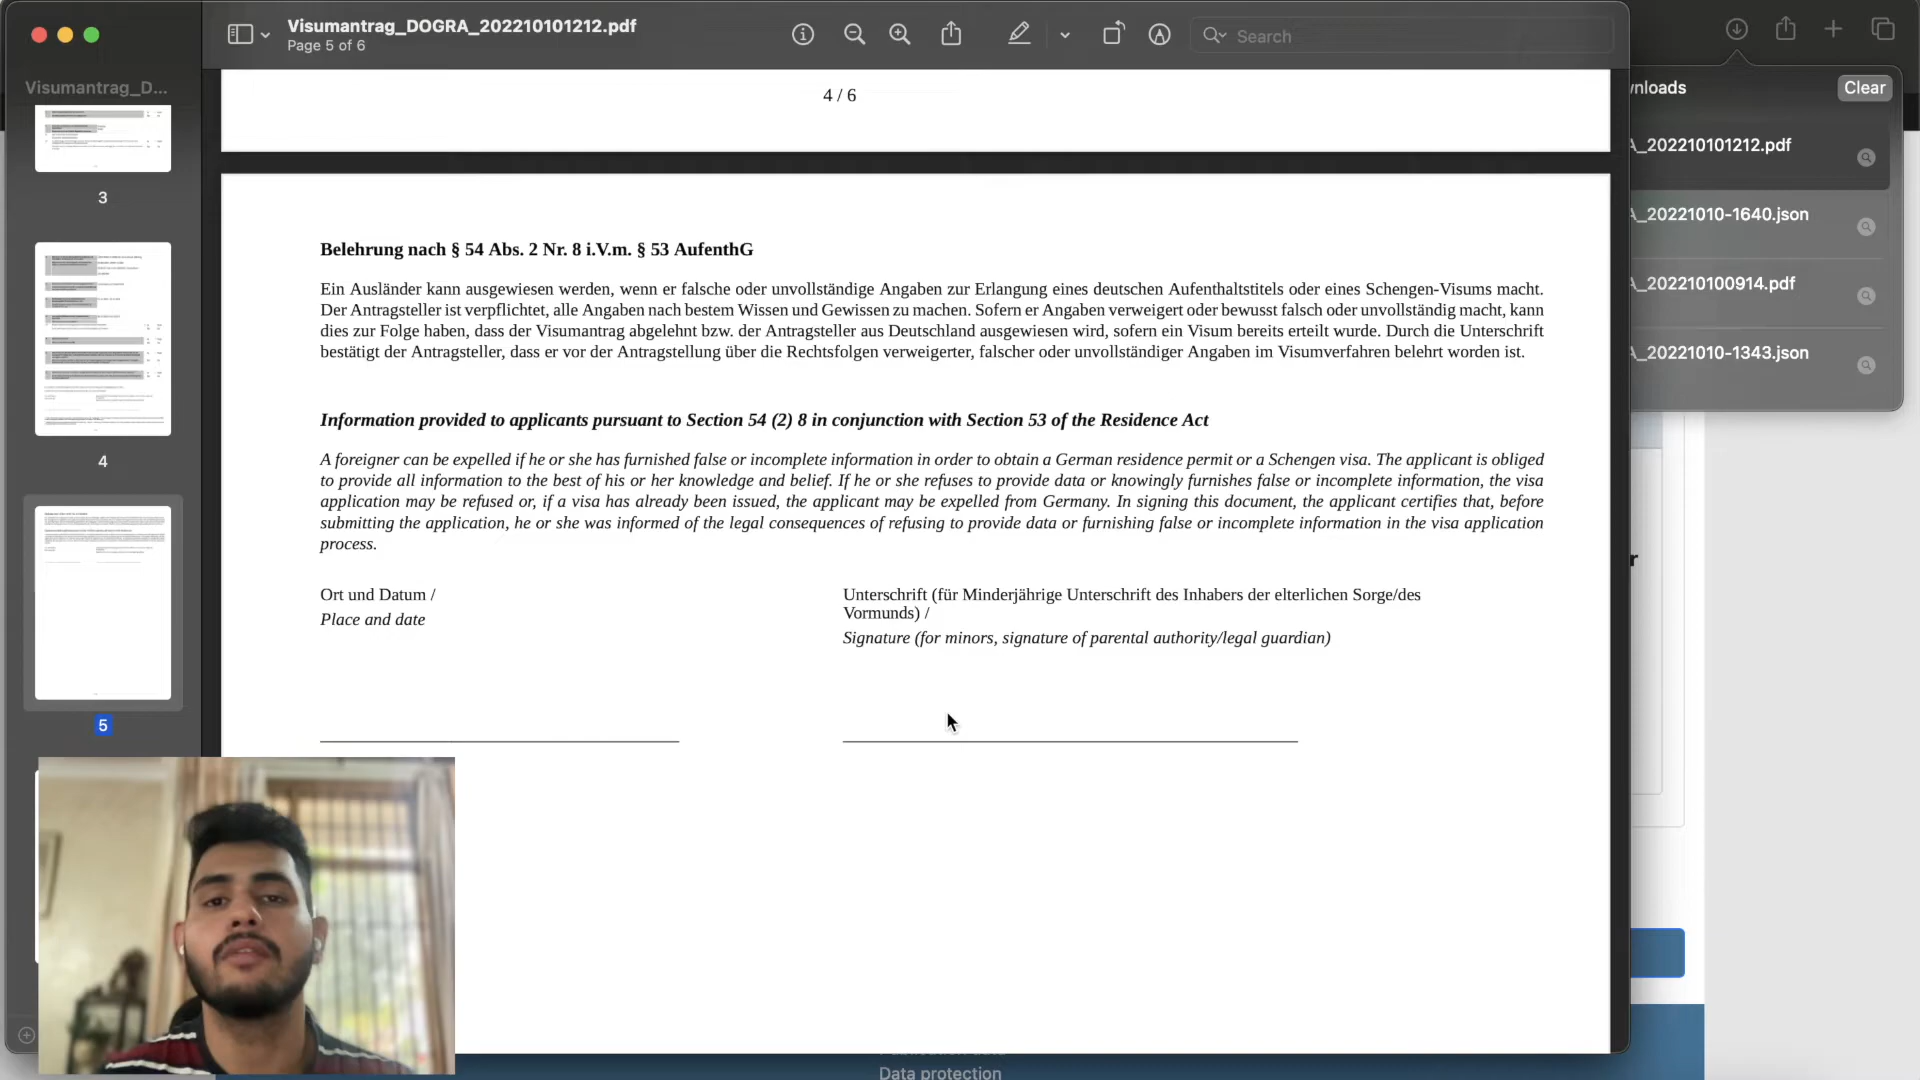 Visumantrag_DOGRA_202210101212.pdf
Page 5 of 6
Search
Visumantrag_D...
3
4
5
wnloads
Clear
A_202210101212.pdf
A_20221010-1640.json
A_202210100914.pdf
A_20221010-1343.json
4 / 6
Belehrung nach § 54 Abs. 2 Nr. 8 i.V.m. § 53 AufenthG
Ein Ausländer kann ausgewiesen werden, wenn er falsche oder unvollständige Angaben zur Erlangung eines deutschen Aufenthaltstitels oder eines Schengen-Visums macht.
Der Antragsteller ist verpflichtet, alle Angaben nach bestem Wissen und Gewissen zu machen. Sofern er Angaben verweigert oder bewusst falsch oder unvollständig macht, kann
dies zur Folge haben, dass der Visumantrag abgelehnt bzw. der Antragsteller aus Deutschland ausgewiesen wird, sofern ein Visum bereits erteilt wurde. Durch die Unterschrift
bestätigt der Antragsteller, dass er vor der Antragstellung über die Rechtsfolgen verweigerter, falscher oder unvollständiger Angaben im Visumverfahren belehrt worden ist.
Information provided to applicants pursuant to Section 54 (2) 8 in conjunction with Section 53 of the Residence Act
A foreigner can be expelled if he or she has furnished false or incomplete information in order to obtain a German residence permit or a Schengen visa. The applicant is obliged
to provide all information to the best of his or her knowledge and belief. If he or she refuses to provide data or knowingly furnishes false or incomplete information, the visa
application may be refused or, if a visa has already been issued, the applicant may be expelled from Germany. In signing this document, the applicant certifies that, before
submitting the application, he or she was informed of the legal consequences of refusing to provide data or furnishing false or incomplete information in the visa application
process.
Ort und Datum /
Place and date
Unterschrift (für Minderjährige Unterschrift des Inhabers der elterlichen Sorge/des
Vormunds) /
Signature (for minors, signature of parental authority/legal guardian)
r
Data protection